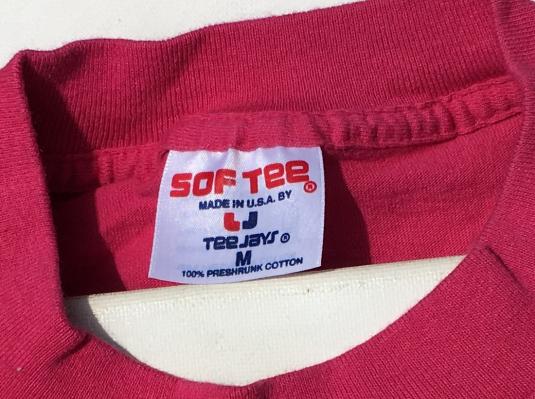 SOF TEE ®
MADE IN U.S.A. BY
TEE JAYS ®
M
100% PRESHRUNK COTTON